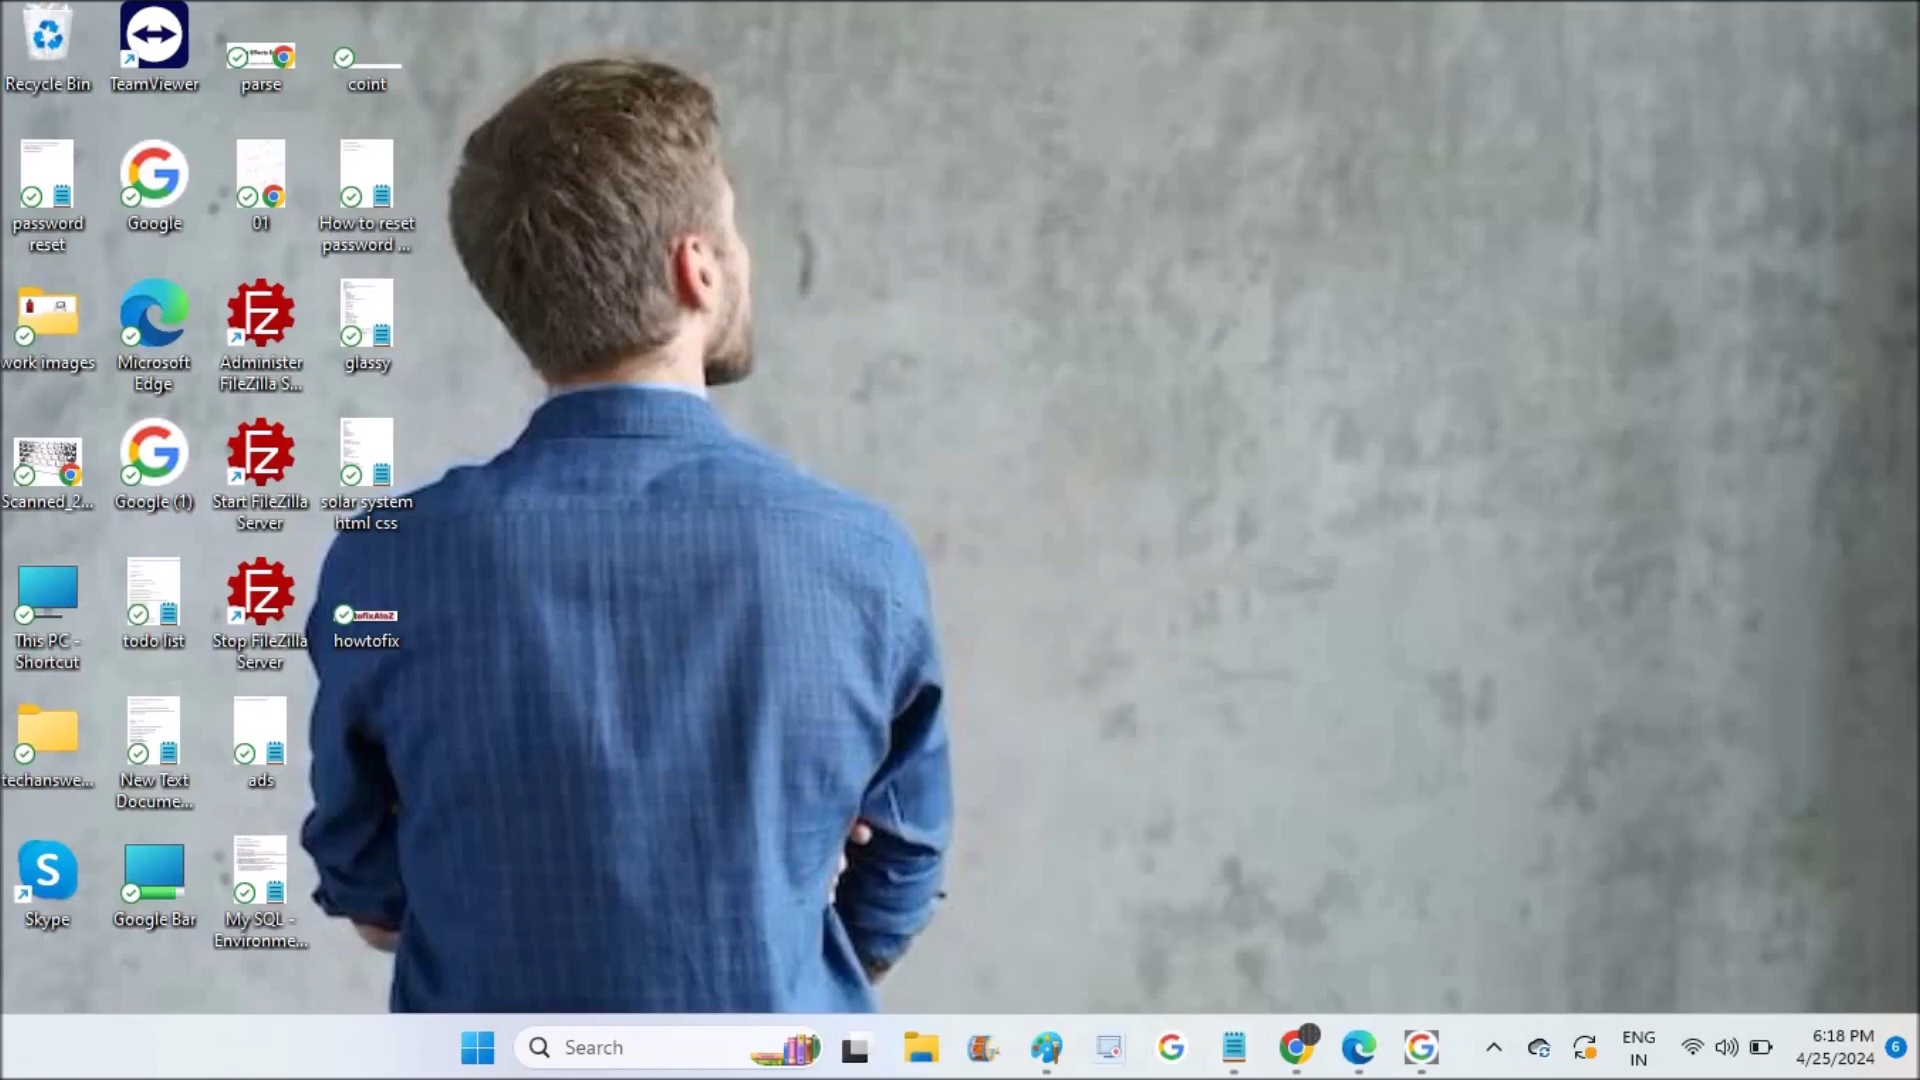 Recycle Bin
TeamViewer
parse
coint
password
reset
Google
01
How to reset
password ...
work images
Microsoft
Edge
Administer
FileZilla S...
glassy
Scanned_2...
Google (1)
Start FileZilla
Server
solar system
html css
This PC -
Shortcut
todo list
Stop FileZilla
Server
howtofix
techanswe...
New Text
Docume...
ads
Skype
Google Bar
My SQL -
Environme...
Search
ENG
IN
6:18 PM
4/25/2024
6